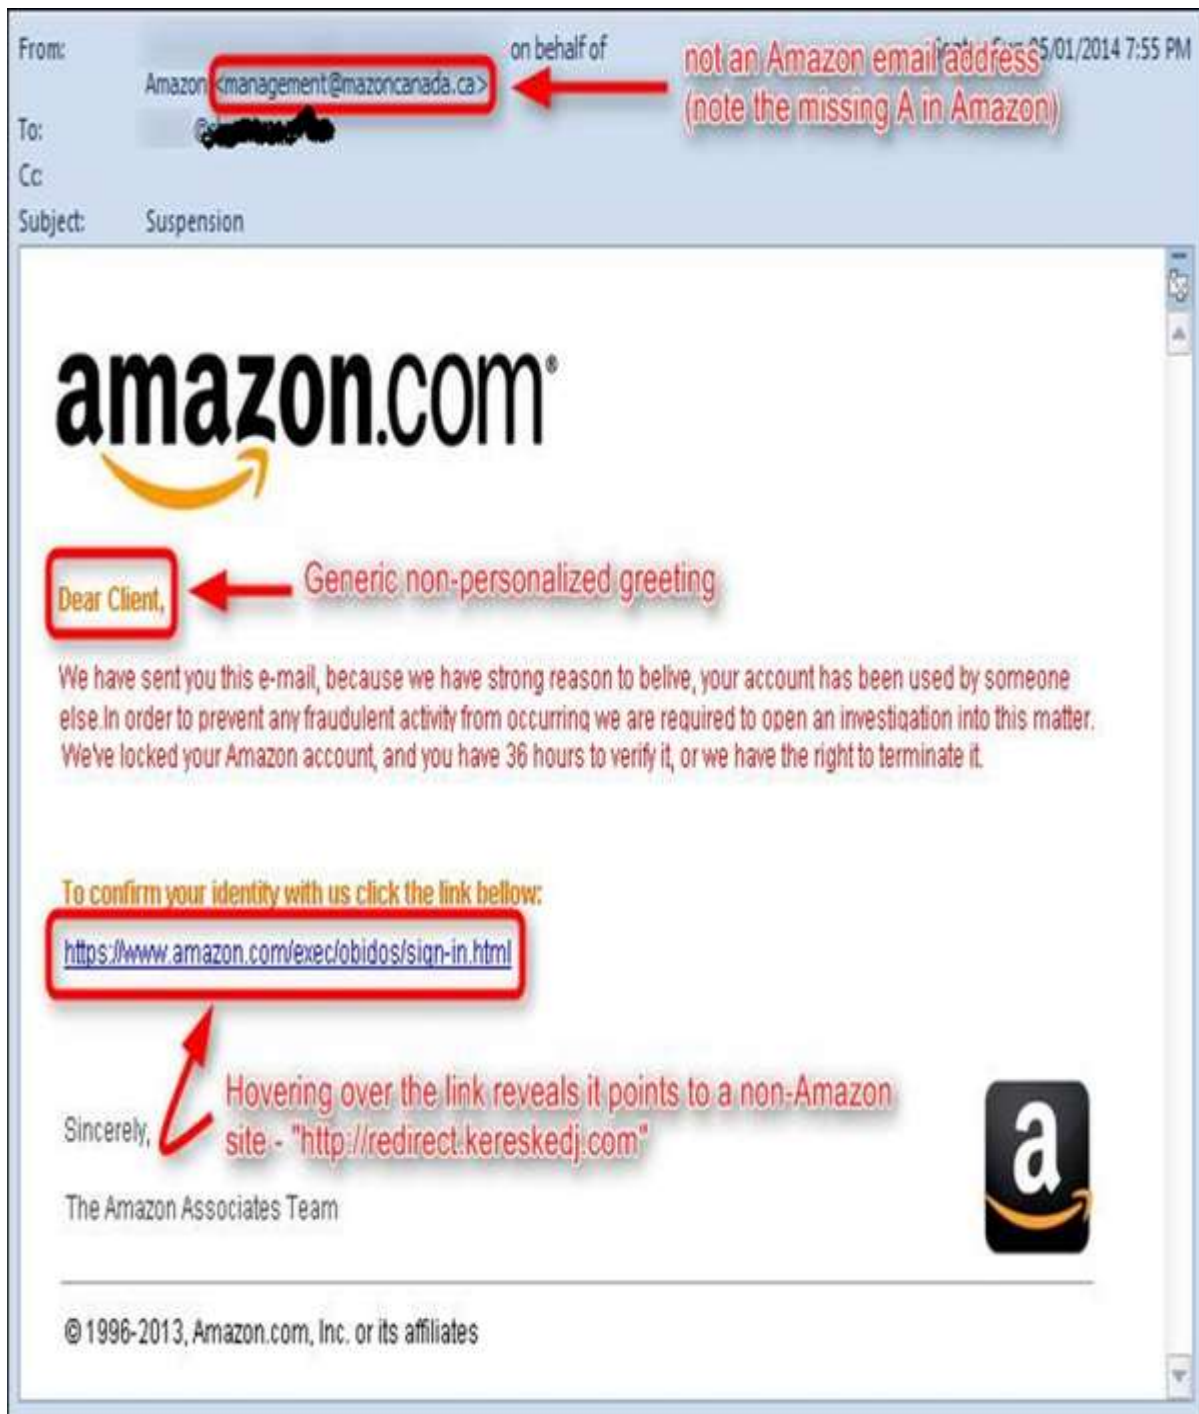 From: on behalf of
Amazon <management@mazoncanada.ca>
Sun 05/01/2014 7:55 PM
not an Amazon email address
(note the missing A in Amazon)
To:
Cc
Subject: Suspension
amazon.com®
Dear Client,
Generic non-personalized greeting
We have sent you this e-mail, because we have strong reason to belive, your account has been used by someone
else.In order to prevent any fraudulent activity from occurring we are required to open an investigation into this matter.
We've locked your Amazon account, and you have 36 hours to verify it, or we have the right to terminate it.
To confirm your identity with us click the link bellow:
https://www.amazon.com/exec/obidos/sign-in.html
Hovering over the link reveals it points to a non-Amazon
site - "http://redirect.kereskedj.com"
Sincerely,
a
The Amazon Associates Team
© 1996-2013, Amazon.com, Inc. or its affiliates